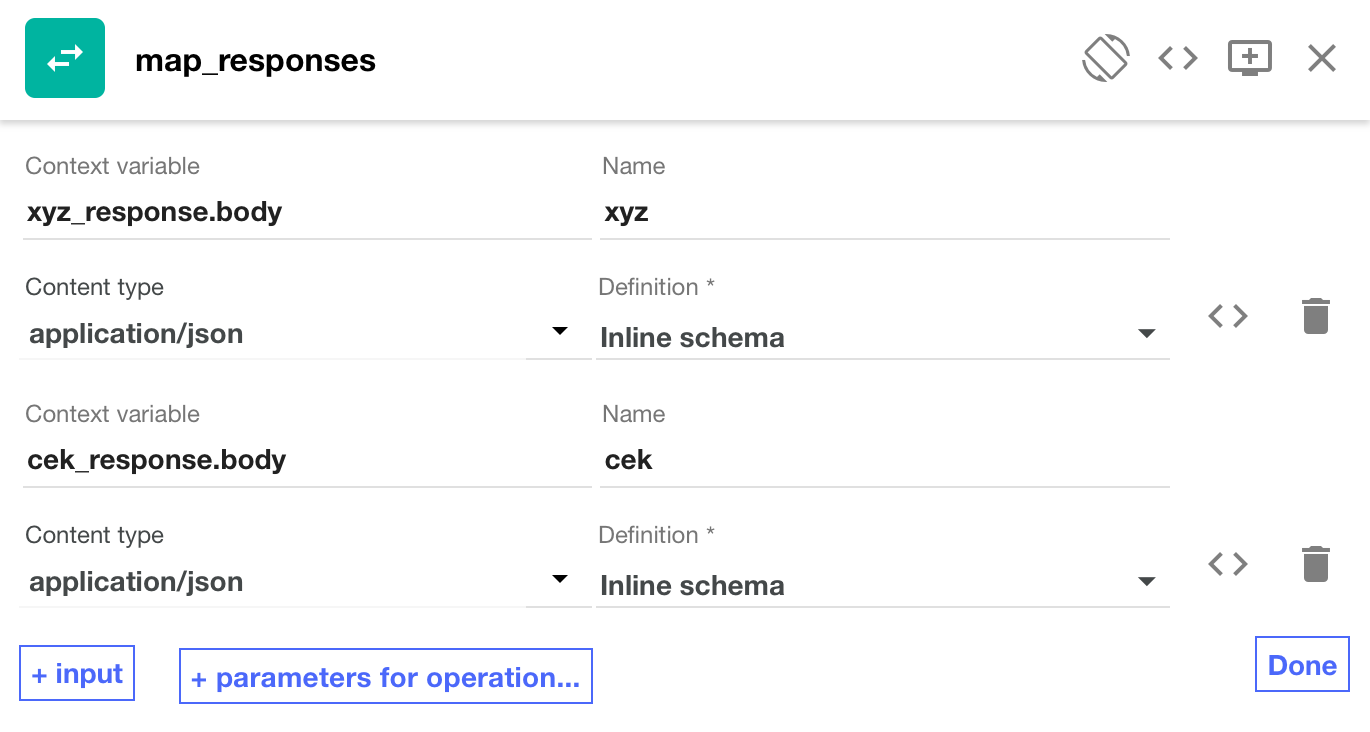 map_responses
Context variable
Name
xyz_response.body
xyz
Content type
Definition *
application/json
Inline schema
Context variable
Name
cek_response.body
cek
Content type
Definition *
application/json
Inline schema
+ input
+ parameters for operation...
Done